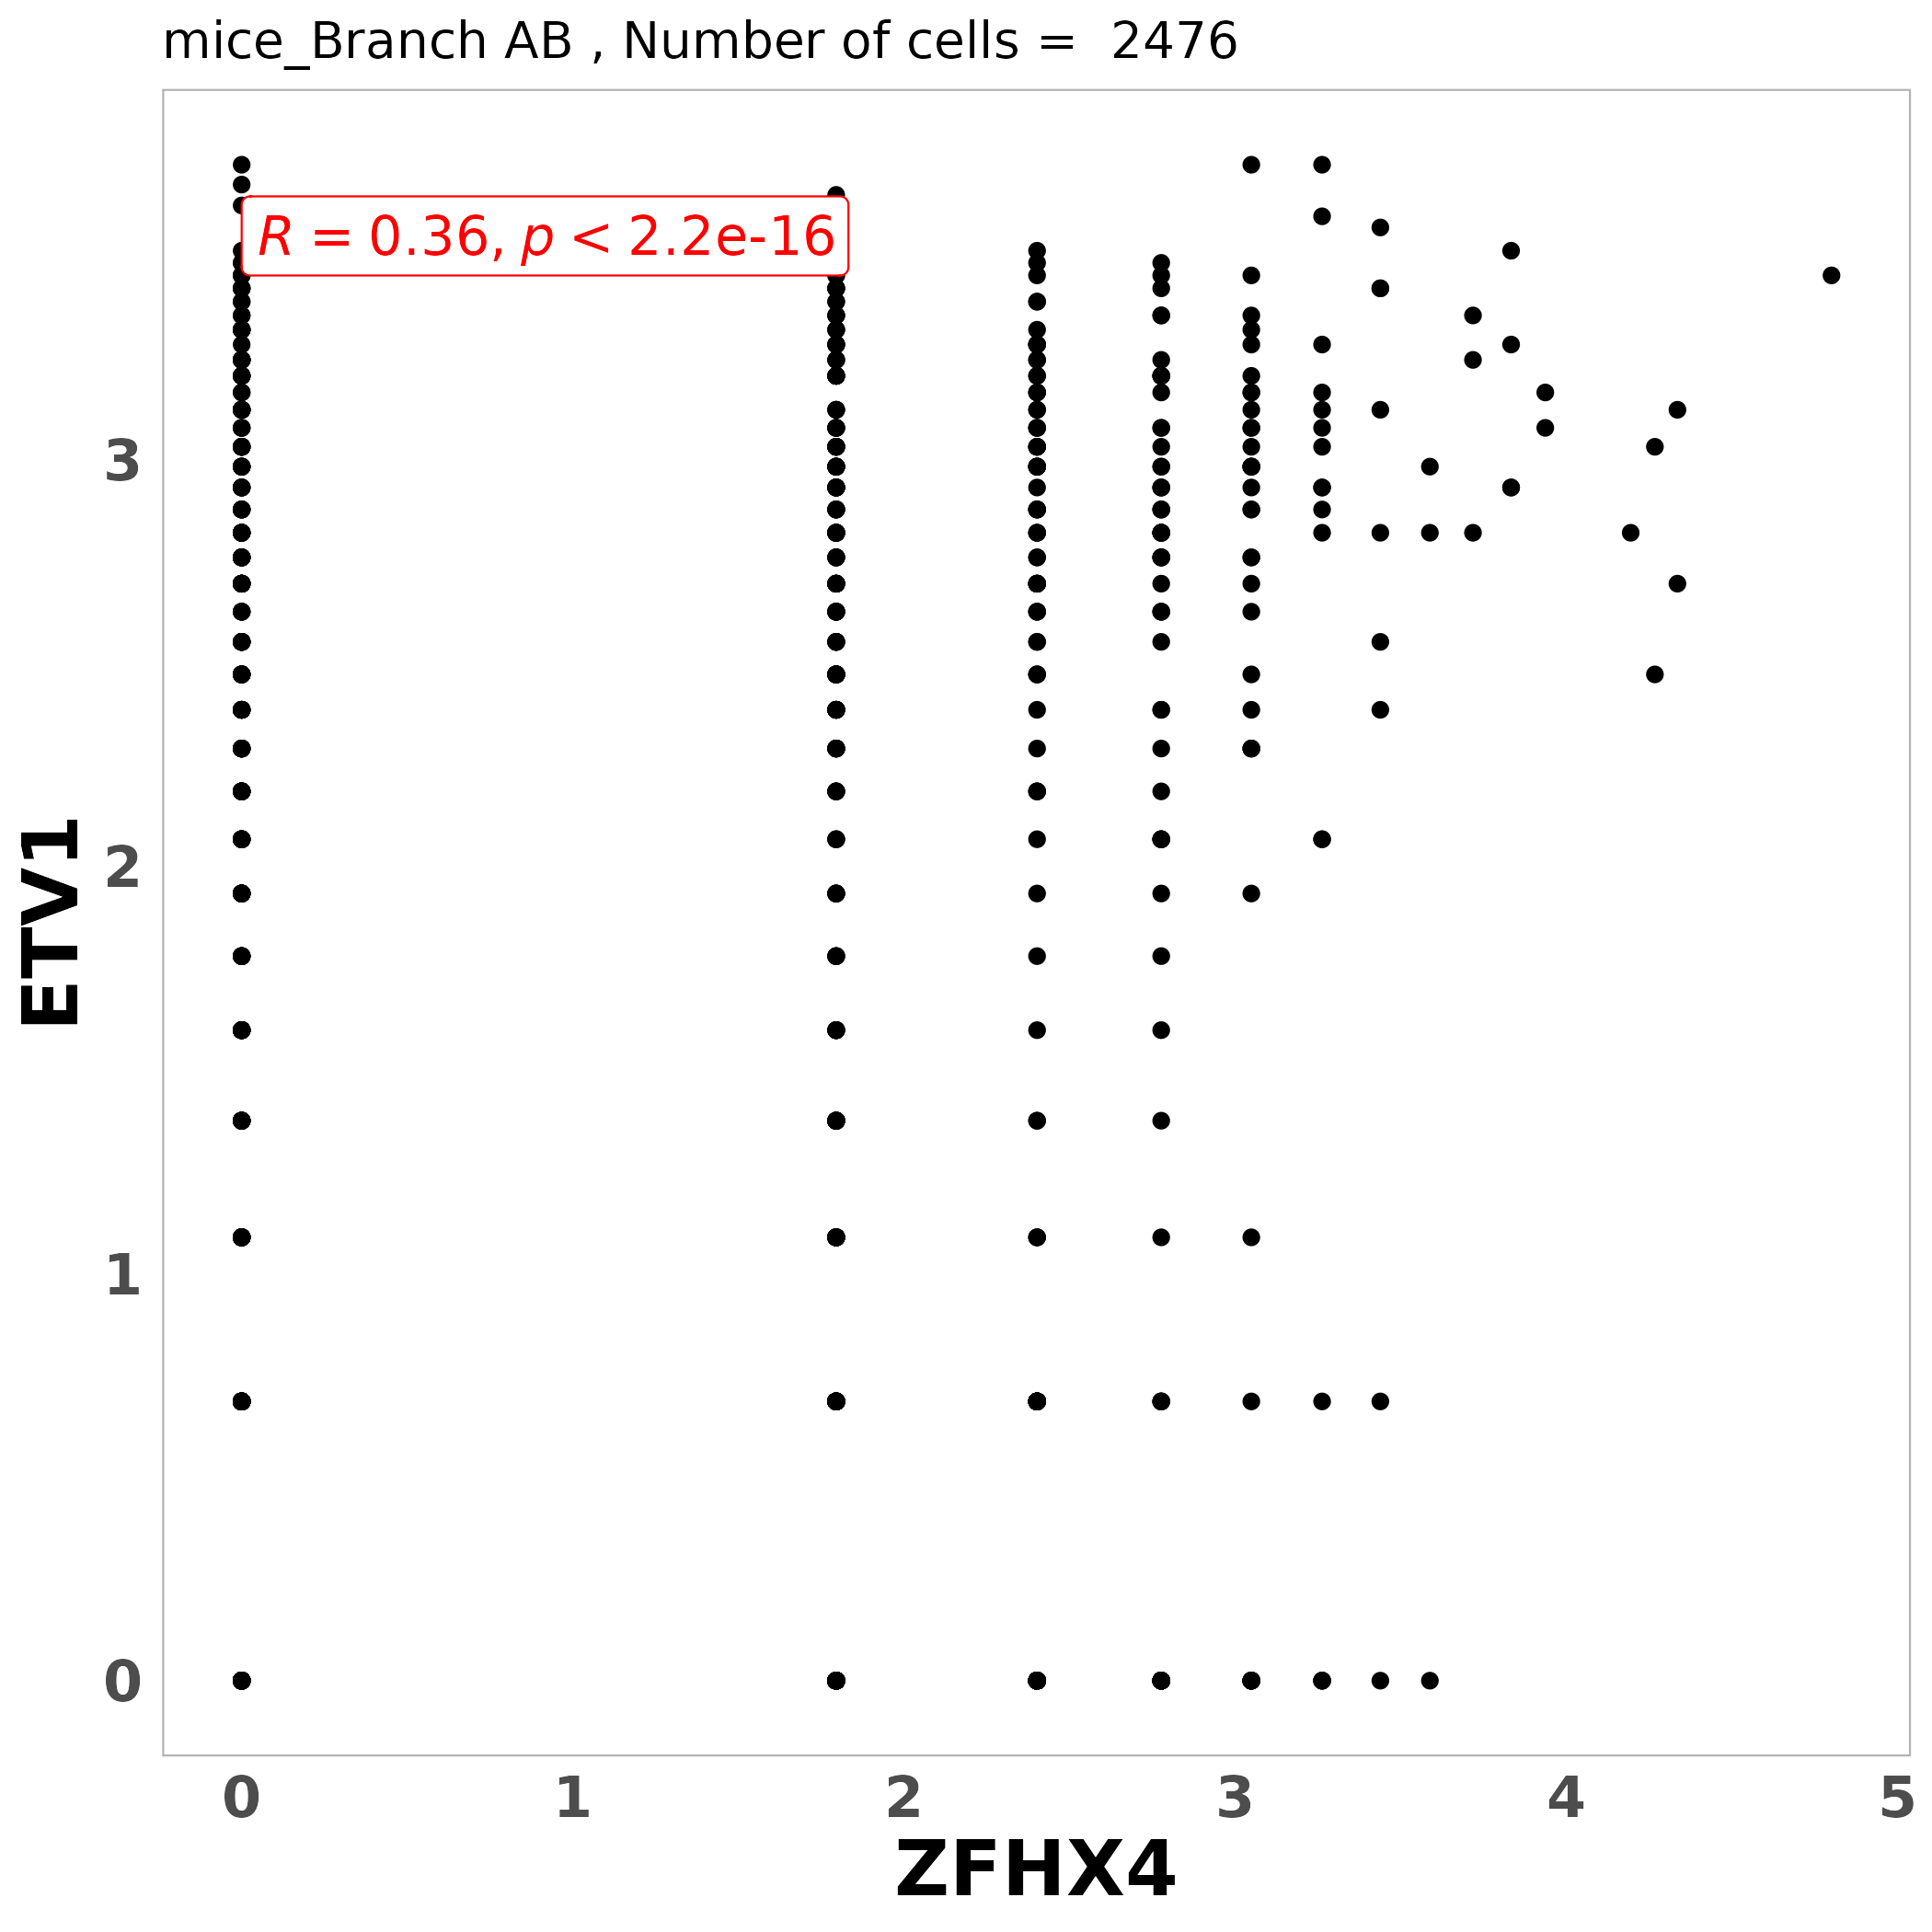 mice_Branch AB , Number of cells =  2476
R = 0.36, p < 2.2e-16
ETV1
3
2
1
0
0 1 2 3 4 5
ZFHX4